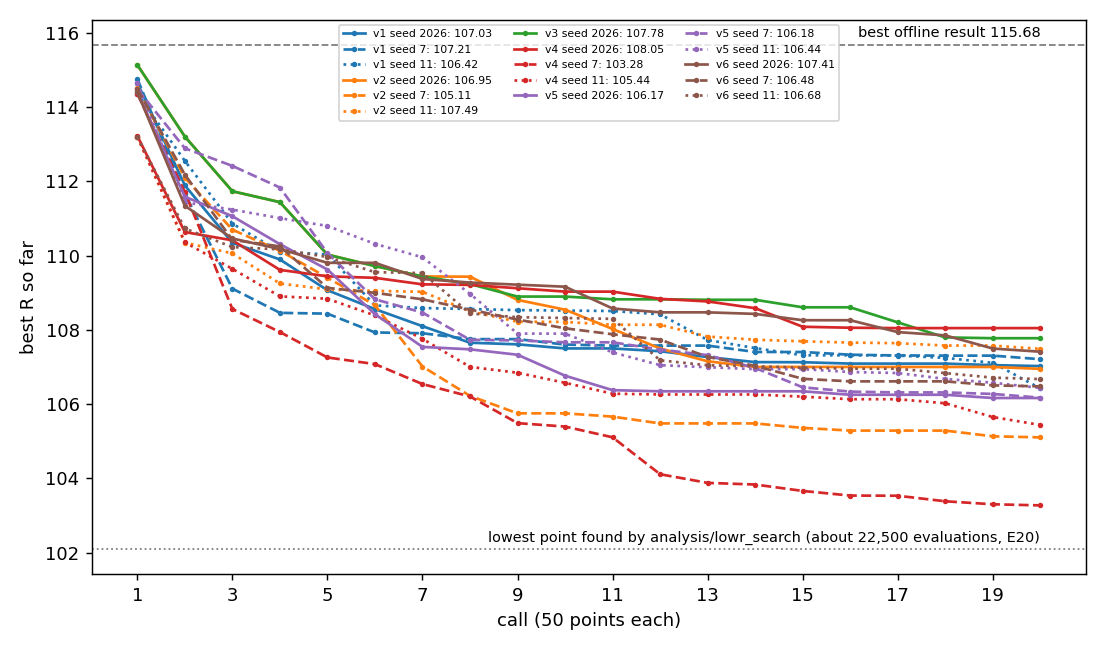 best offline result 115.68
v1 seed 2026: 107.03
v1 seed 7: 107.21
v1 seed 11: 106.42
v2 seed 2026: 106.95
v2 seed 7: 105.11
v2 seed 11: 107.49
v3 seed 2026: 107.78
v4 seed 2026: 108.05
v4 seed 7: 103.28
v4 seed 11: 105.44
v5 seed 2026: 106.17
v5 seed 7: 106.18
v5 seed 11: 106.44
v6 seed 2026: 107.41
v6 seed 7: 106.48
v6 seed 11: 106.68
116
114
112
110
108
106
104
102
best R so far
lowest point found by analysis/lowr_search (about 22,500 evaluations, E20)
1 3 5 7 9 11 13 15 17 19
call (50 points each)